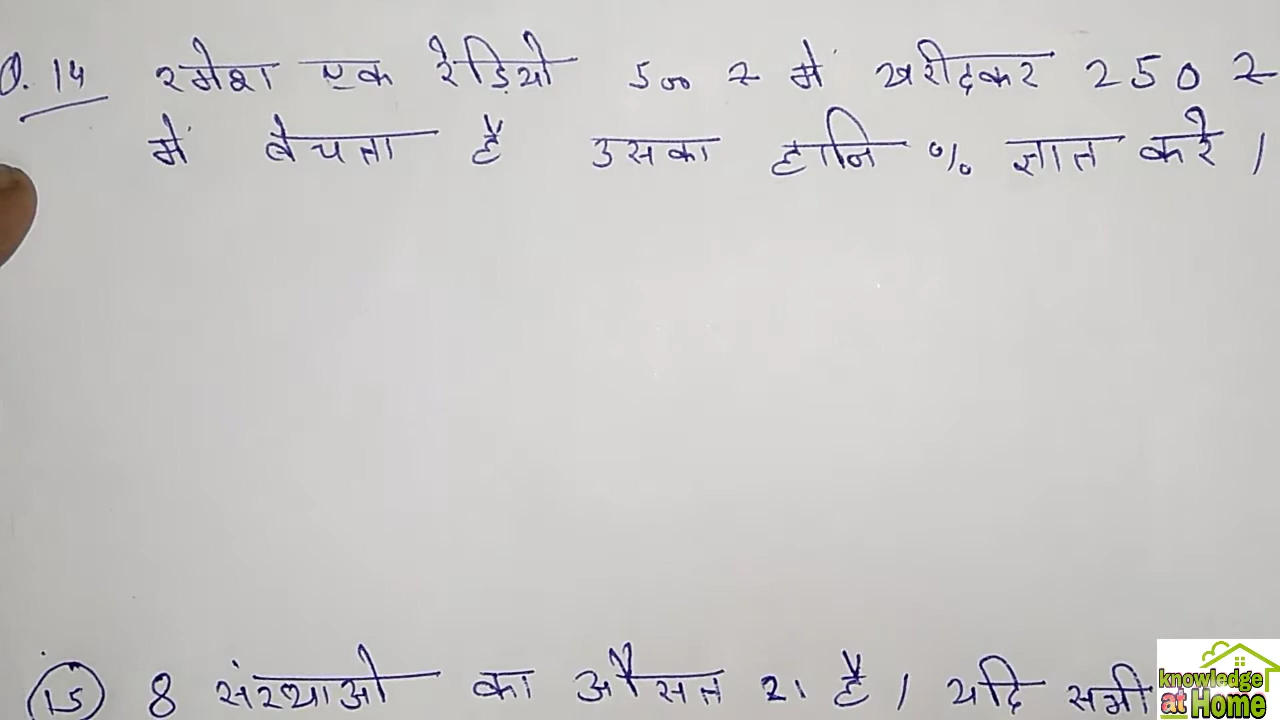 Q. 14 रमेश एक रेडियो 500 रु में खरीदकर 250 रु
में बेचता है उसका हानि % ज्ञात करे ।
15 8 संख्याओ का औसत 21 है । यदि सभी
knowledge
at Home